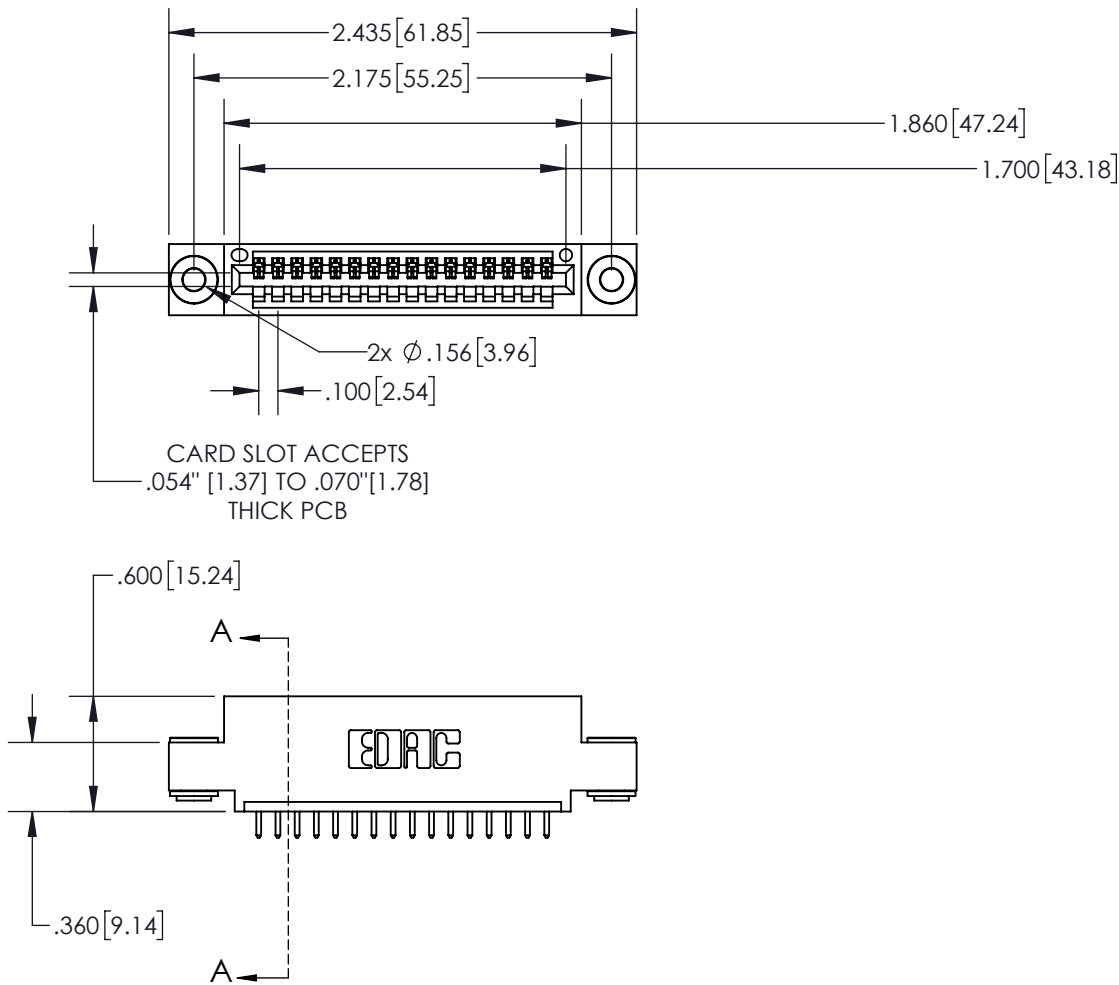 2.435[61.85]
2.175[55.25]
1.860[47.24]
1.700[43.18]
2x ∅.156[3.96]
.100[2.54]
CARD SLOT ACCEPTS
.054" [1.37] TO .070"[1.78]
THICK PCB
.600[15.24]
A
EDAC
.360[9.14]
A